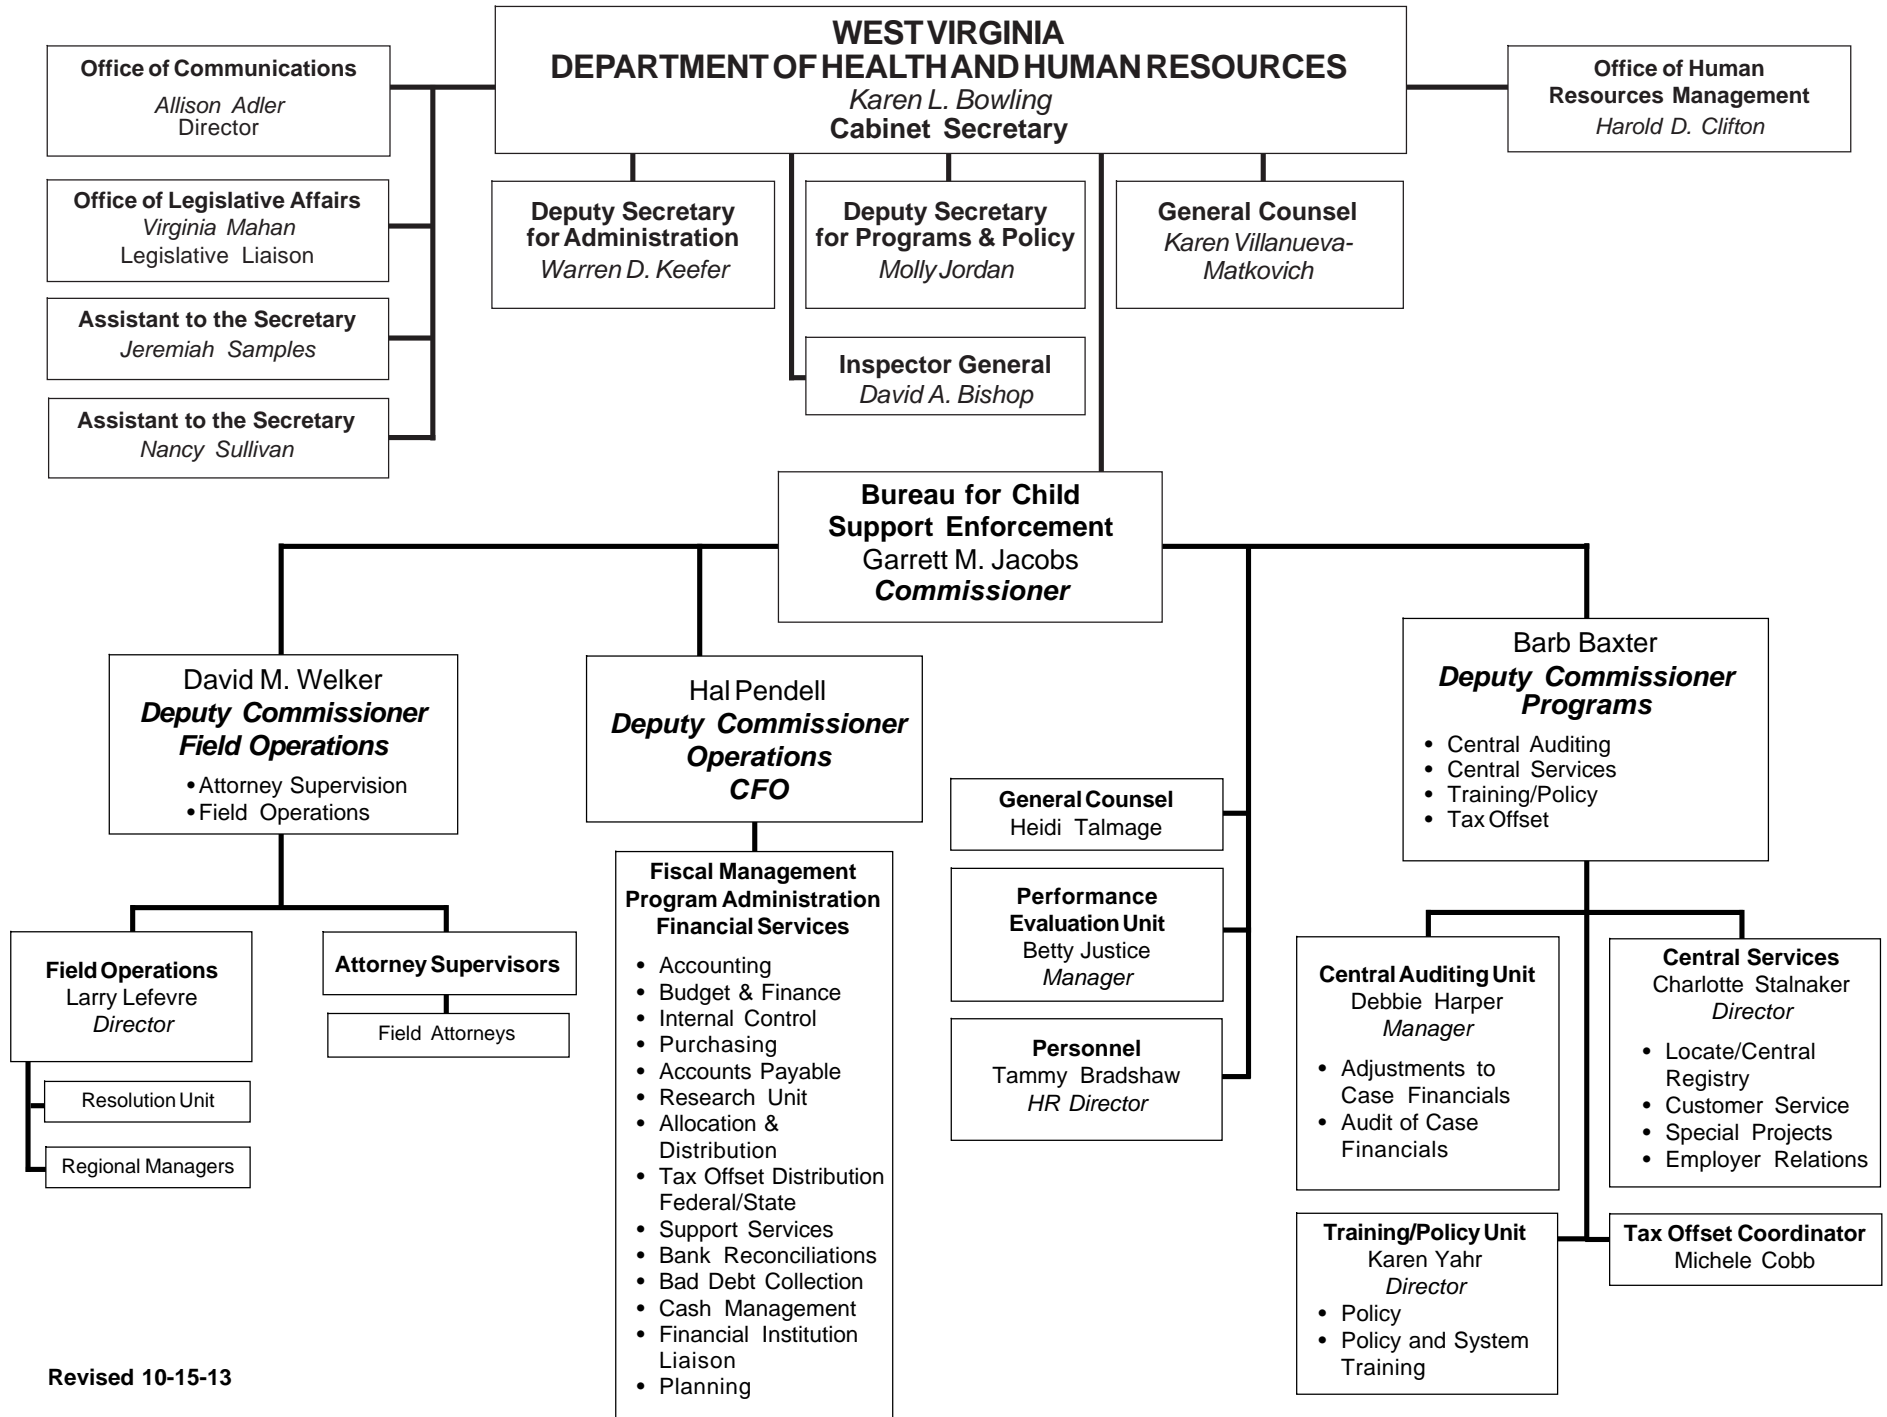 WEST VIRGINIA
DEPARTMENT OF HEALTH AND HUMAN RESOURCES
Karen L. Bowling
Cabinet Secretary
Office of Communications
Allison Adler
Director
Office of Human
Resources Management
Harold D. Clifton
Office of Legislative Affairs
Virginia Mahan
Legislative Liaison
Assistant to the Secretary
Jeremiah Samples
Assistant to the Secretary
Nancy Sullivan
Deputy Secretary
for Administration
Warren D. Keefer
Deputy Secretary
for Programs & Policy
Molly Jordan
General Counsel
Karen Villanueva-
Matkovich
Inspector General
David A. Bishop
Bureau for Child
Support Enforcement
Garrett M. Jacobs
Commissioner
David M. Welker
Deputy Commissioner
Field Operations
• Attorney Supervision
• Field Operations
Field Operations
Larry Lefevre
Director
Resolution Unit
Regional Managers
Attorney Supervisors
Field Attorneys
Hal Pendell
Deputy Commissioner
Operations
CFO
Fiscal Management
Program Administration
Financial Services
• Accounting
• Budget & Finance
• Internal Control
• Purchasing
• Accounts Payable
• Research Unit
• Allocation &
Distribution
• Tax Offset Distribution
Federal/State
• Support Services
• Bank Reconciliations
• Bad Debt Collection
• Cash Management
• Financial Institution
Liaison
• Planning
General Counsel
Heidi Talmage
Performance
Evaluation Unit
Betty Justice
Manager
Personnel
Tammy Bradshaw
HR Director
Barb Baxter
Deputy Commissioner
Programs
• Central Auditing
• Central Services
• Training/Policy
• Tax Offset
Central Auditing Unit
Debbie Harper
Manager
• Adjustments to
Case Financials
• Audit of Case
Financials
Central Services
Charlotte Stalnaker
Director
• Locate/Central
Registry
• Customer Service
• Special Projects
• Employer Relations
Training/Policy Unit
Karen Yahr
Director
• Policy
• Policy and System
Training
Tax Offset Coordinator
Michele Cobb
Revised 10-15-13